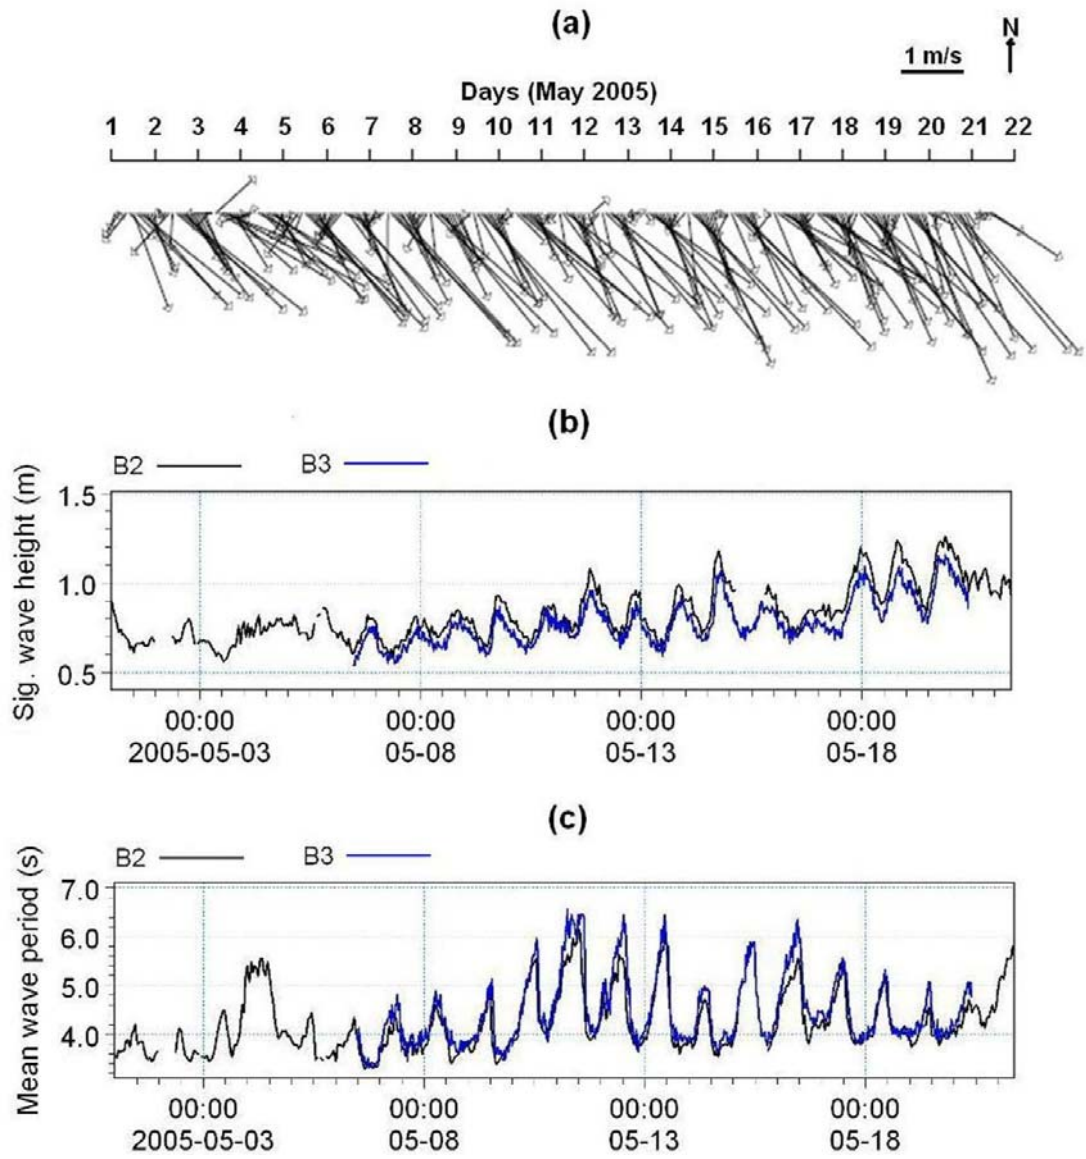 (a)
N
1 m/s
Days (May 2005)
1 2 3 4 5 6 7 8 9 10 11 12 13 14 15 16 17 18 19 20 21 22
(b)
B2 B3
Sig. wave height (m)
1.5
1.0
0.5
00:00 00:00 00:00 00:00
2005-05-03 05-08 05-13 05-18
(c)
B2 B3
Mean wave period (s)
7.0
6.0
5.0
4.0
00:00 00:00 00:00 00:00
2005-05-03 05-08 05-13 05-18